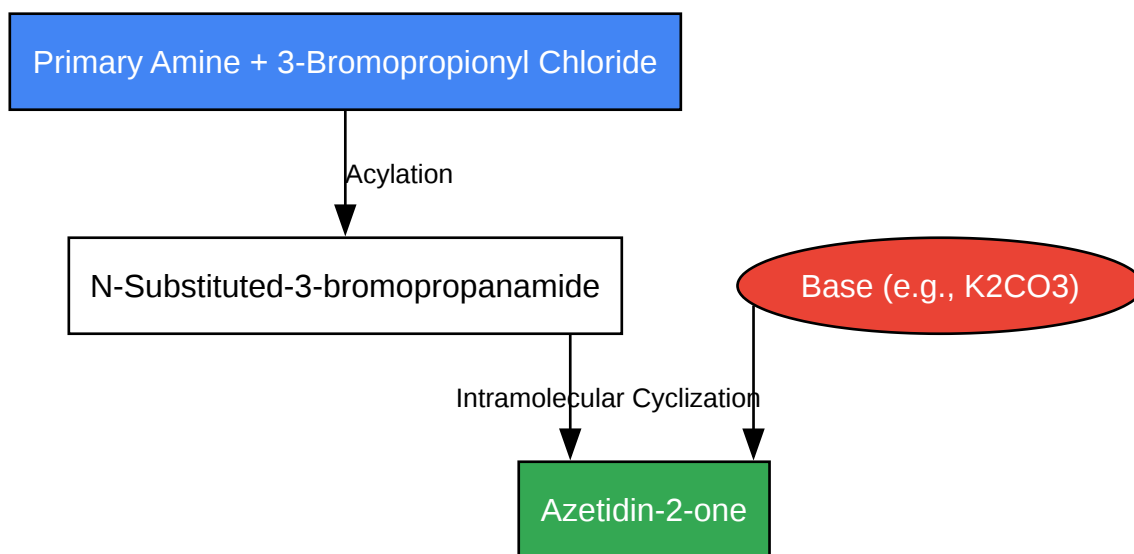 Primary Amine + 3-Bromopropionyl Chloride
Acylation
N-Substituted-3-bromopropanamide
Base (e.g., K2CO3)
Intramolecular Cyclization
Azetidin-2-one